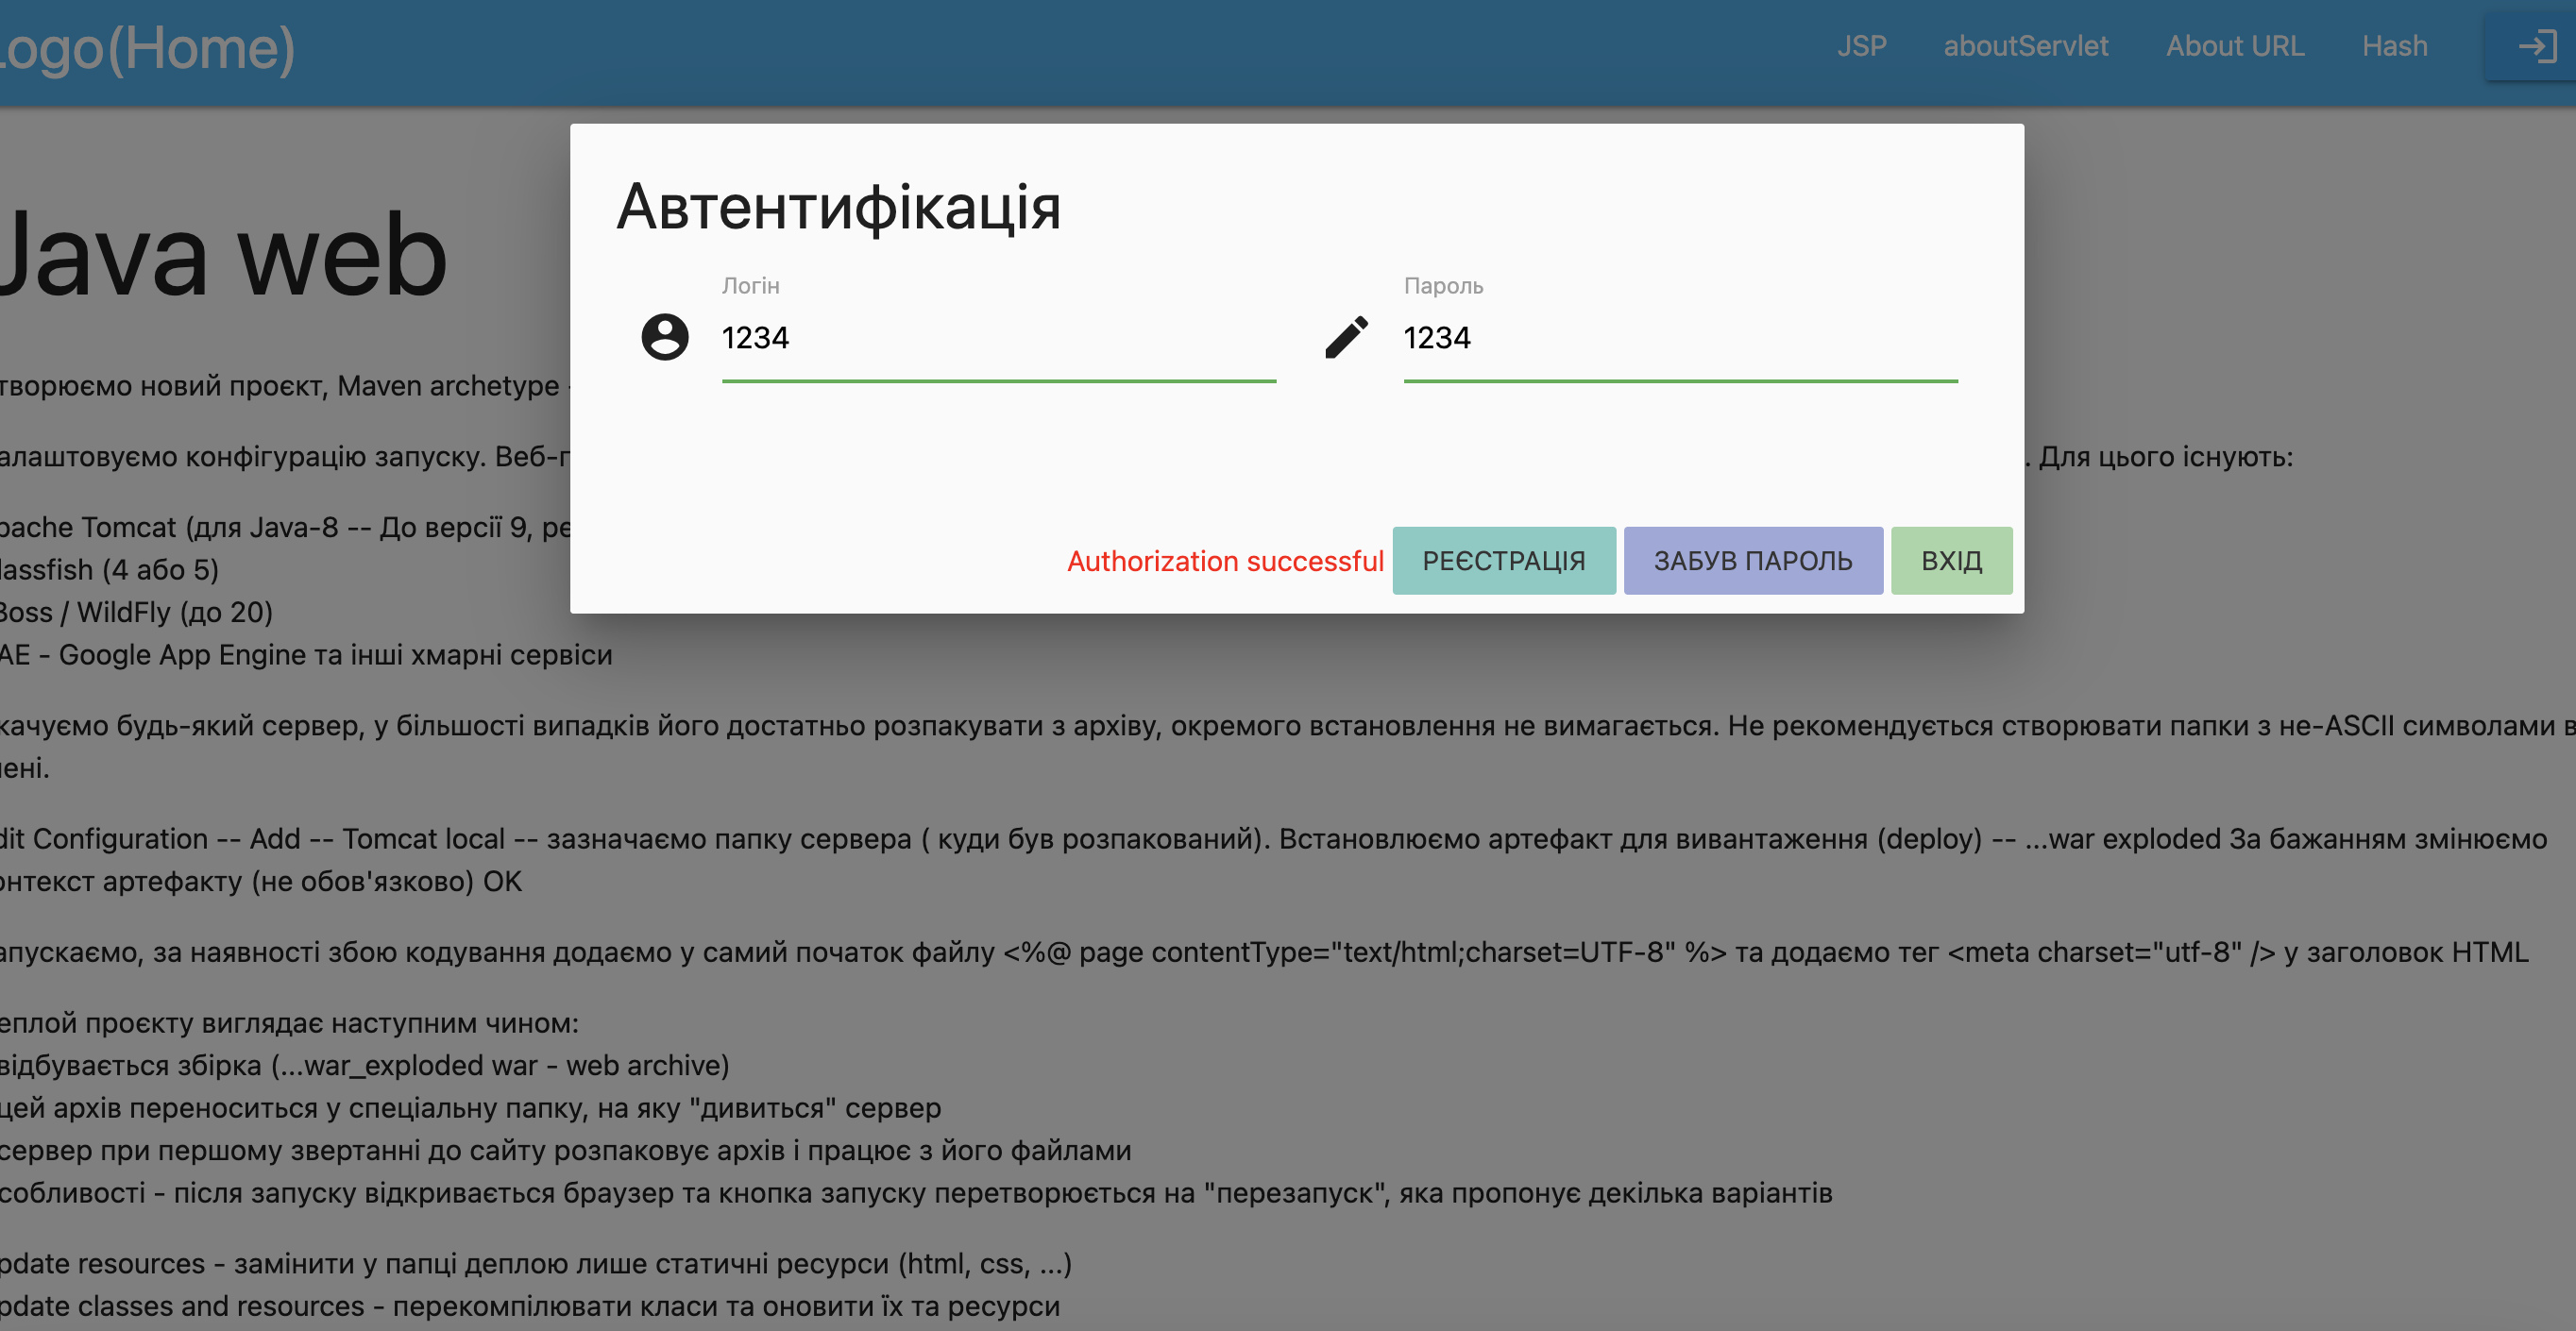 ogo(Home)
JSP
aboutServlet
About URL
Hash
Автентифікація
Логін
Пароль
1234
1234
Authorization successful
РЕЄСТРАЦІЯ
ЗАБУВ ПАРОЛЬ
ВХІД
Java web
творюємо новий проєкт, Maven archetype -
алаштовуємо конфігурацію запуску. Веб-п . Для цього існують:
pache Tomcat (для Java-8 -- До версії 9, ре
lassfish (4 або 5)
Boss / WildFly (до 20)
AE - Google App Engine та інші хмарні сервіси
качуємо будь-який сервер, у більшості випадків його достатньо розпакувати з архіву, окремого встановлення не вимагається. Не рекомендується створювати папки з не-ASCII символами в
ені.
dit Configuration -- Add -- Tomcat local -- зазначаємо папку сервера ( куди був розпакований). Встановлюємо артефакт для вивантаження (deploy) -- ...war exploded За бажанням змінюємо
онтекст артефакту (не обов'язково) OK
апускаємо, за наявності збою кодування додаємо у самий початок файлу <%@ page contentType="text/html;charset=UTF-8" %> та додаємо тег <meta charset="utf-8" /> у заголовок HTML
еплой проєкту виглядає наступним чином:
відбувається збірка (...war_exploded war - web archive)
цей архів переноситься у спеціальну папку, на яку "дивиться" сервер
сервер при першому звертанні до сайту розпаковує архів і працює з його файлами
собливості - після запуску відкривається браузер та кнопка запуску перетворюється на "перезапуск", яка пропонує декілька варіантів
pdate resources - замінити у папці деплою лише статичні ресурси (html, css, ...)
pdate classes and resources - перекомпілювати класи та оновити їх та ресурси